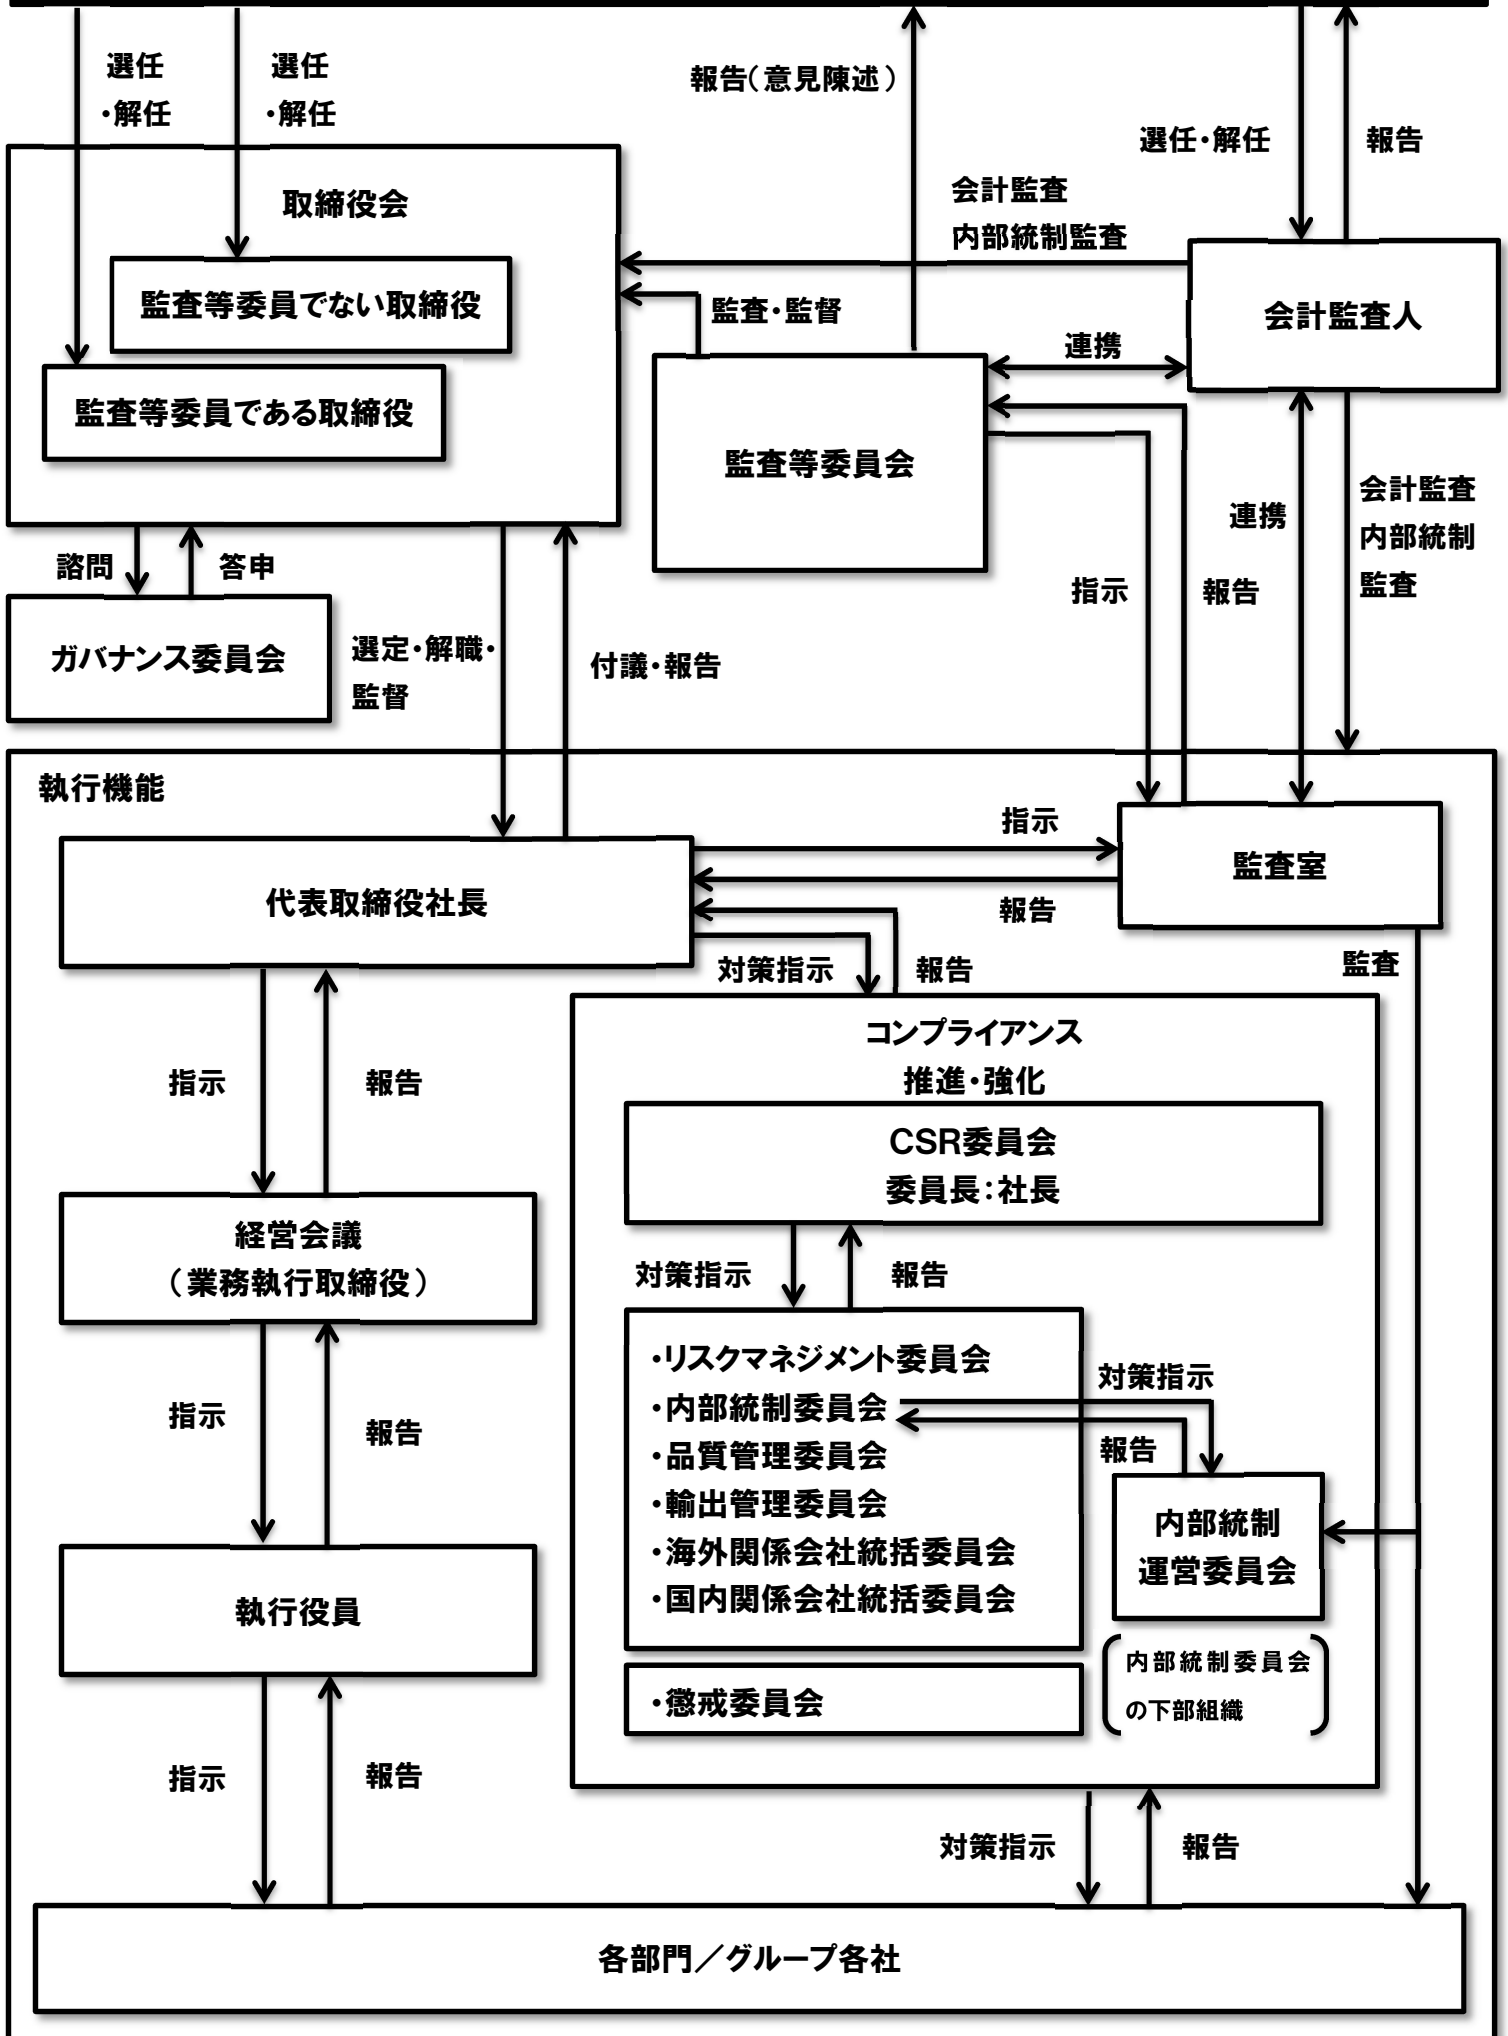 選任
・解任
選任
・解任
報告（意見陳述）
選任・解任
報告
取締役会
会計監査
内部統制監査
監査等委員でない取締役
監査・監督
会計監査人
連携
監査等委員である取締役
監査等委員会
会計監査
内部統制
監査
連携
指示
報告
諮問
答申
ガバナンス委員会
選定・解職・
監督
付議・報告
執行機能
指示
監査室
代表取締役社長
報告
監査
対策指示
報告
コンプライアンス
推進・強化
指示
報告
CSR委員会
委員長：社長
経営会議
（業務執行取締役）
対策指示
報告
・リスクマネジメント委員会
・内部統制委員会
・品質管理委員会
・輸出管理委員会
・海外関係会社統括委員会
・国内関係会社統括委員会
対策指示
報告
指示
報告
内部統制
運営委員会
執行役員
内部統制委員会
の下部組織
・懲戒委員会
指示
報告
対策指示
報告
各部門／グループ各社